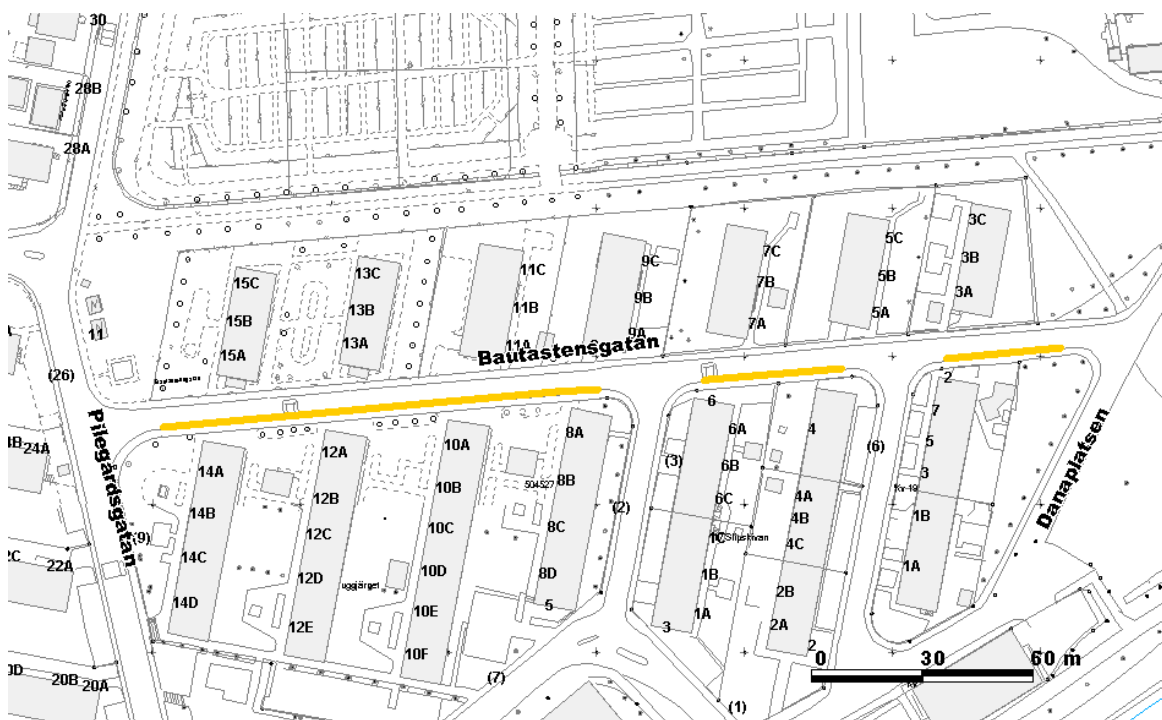 30
28B
28A
3C
15C
13C
11C
9C
7C
5C
3B
15B
13B
11B
9B
7B
5B
3A
15A
13A
11A
9A
7A
5A
11
Bautastensgatan
(26)
2
Pilegårdsgatan
24A
14A
12A
10A
8A
6
6A
4
7
(6)
5
14B
12B
10B
8B
(3)
6B
3
Danaplatsen
(9)
12C
10C
8C
(2)
6C
4A
4B
1B
14C
1C
4C
22A
12D
10D
8D
1B
1A
14D
10E
5
1A
2B
12E
3
2A
2
20B
20A
10F
(7)
(1)
0
30
60 m